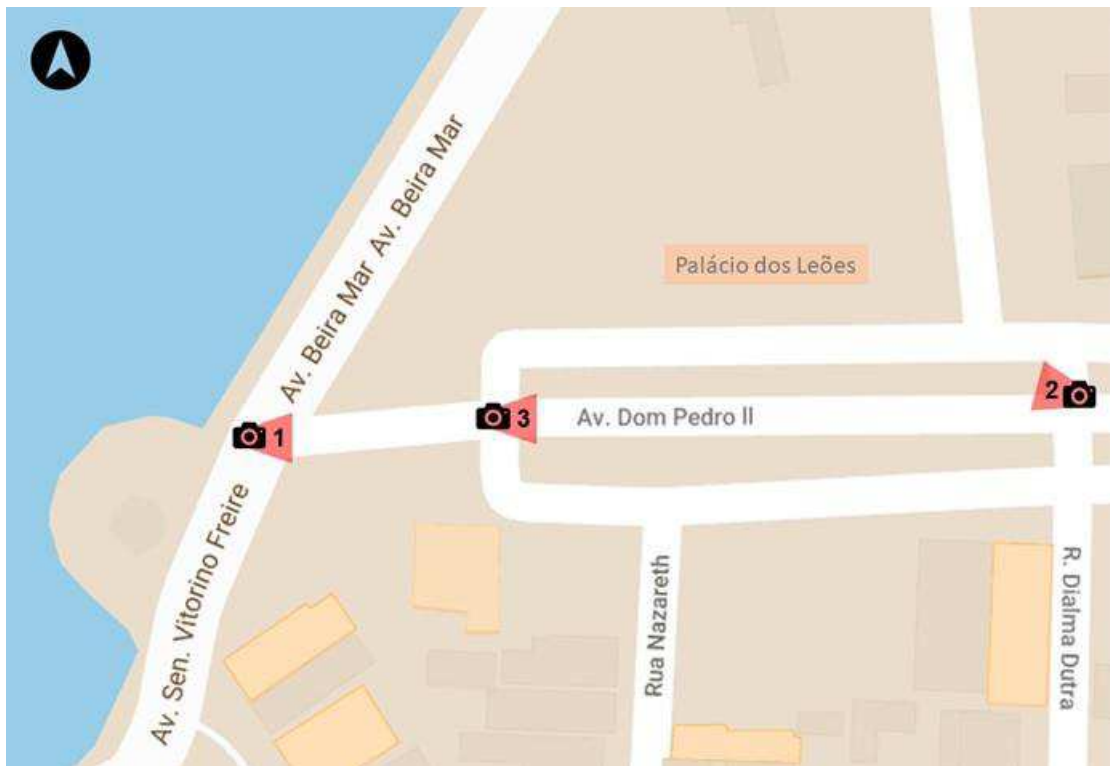 Av. Beira Mar
Av. Beira Mar
Palácio dos Leões
1
3
Av. Dom Pedro II
2
Av. Sen. Vitorino Freire
Rua Nazareth
R. Dialma Dutra